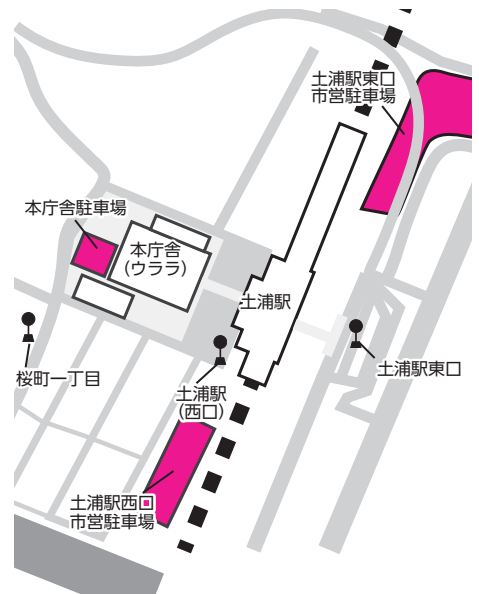 土浦駅東口
市営駐車場
本庁舎駐車場
本庁舎
(ウララ)
土浦駅
桜町一丁目
土浦駅
(西口)
土浦駅東口
土浦駅西口
市営駐車場